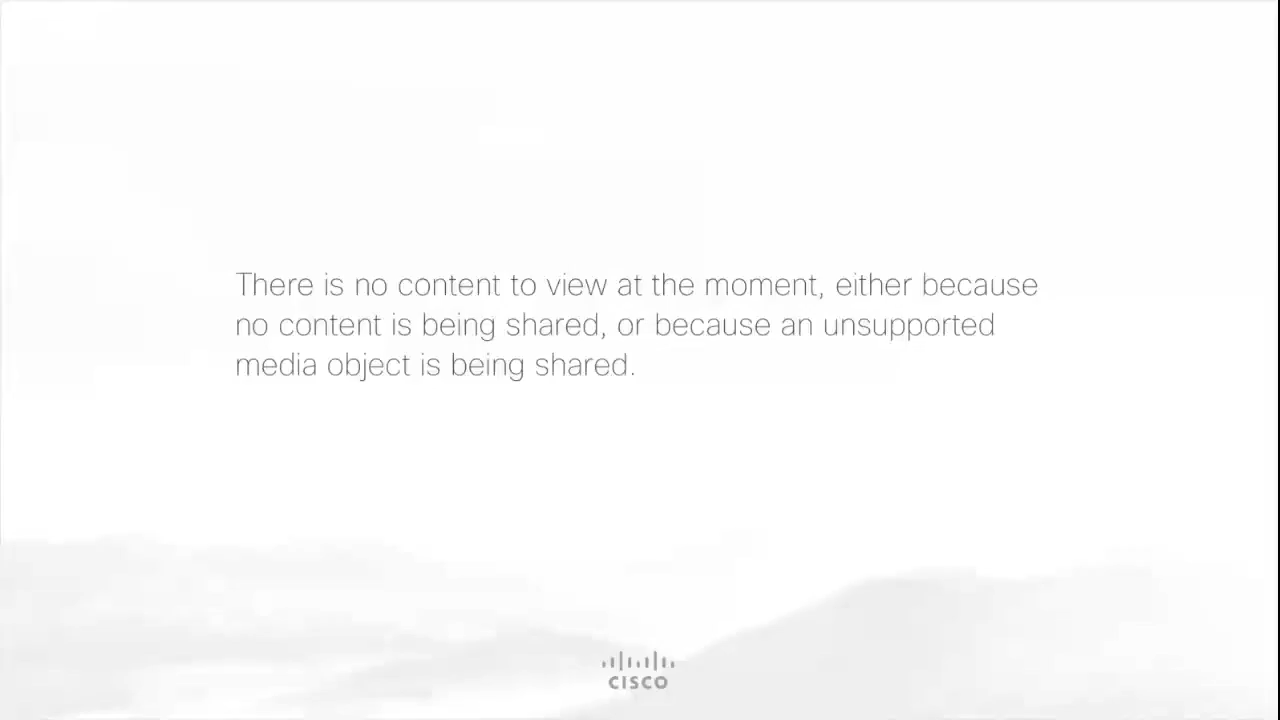 There is no content to view at the moment, either because
no content is being shared, or because an unsupported
media object is being shared.
CISCO